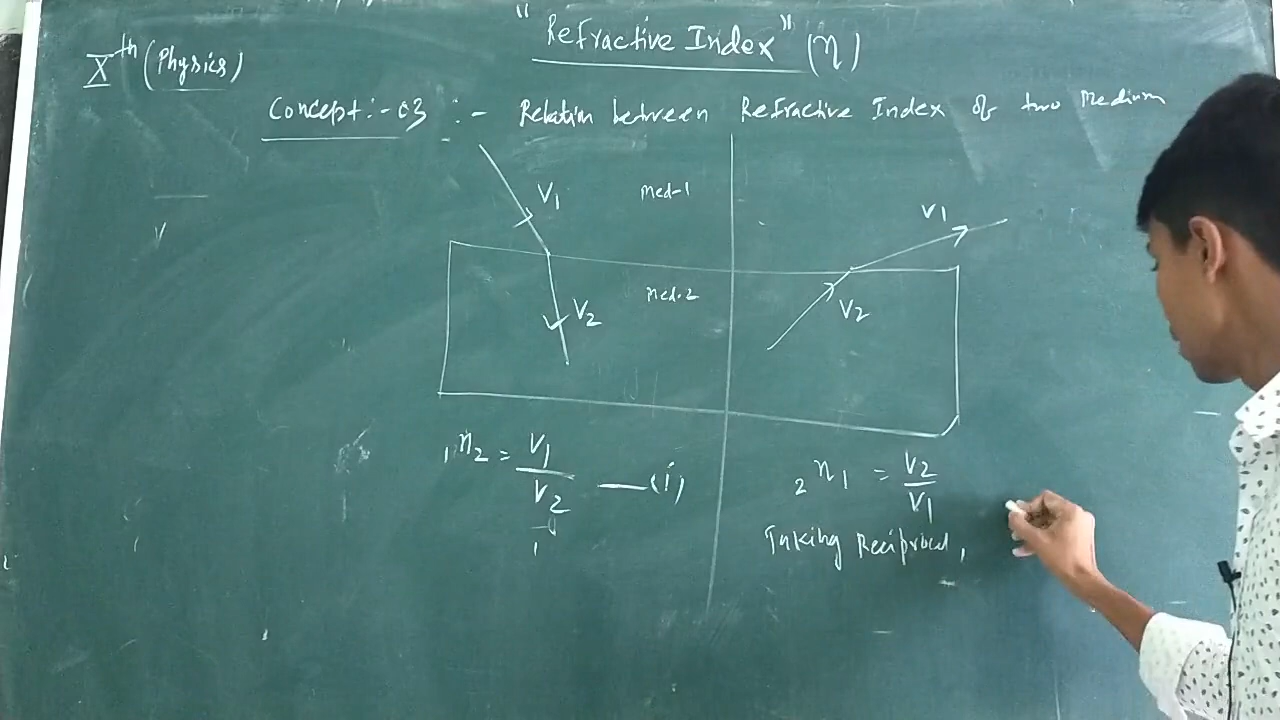 "Refractive Index" (η)
Xth (Physics)
Concept :- 03 :- Relation between Refractive Index of two Medium
V1
Med-1
V1
Med-2
V2
V2
₁η₂ = V1/V2 —(i)
₂η₁ = V2/V1
Taking Reciprocal,